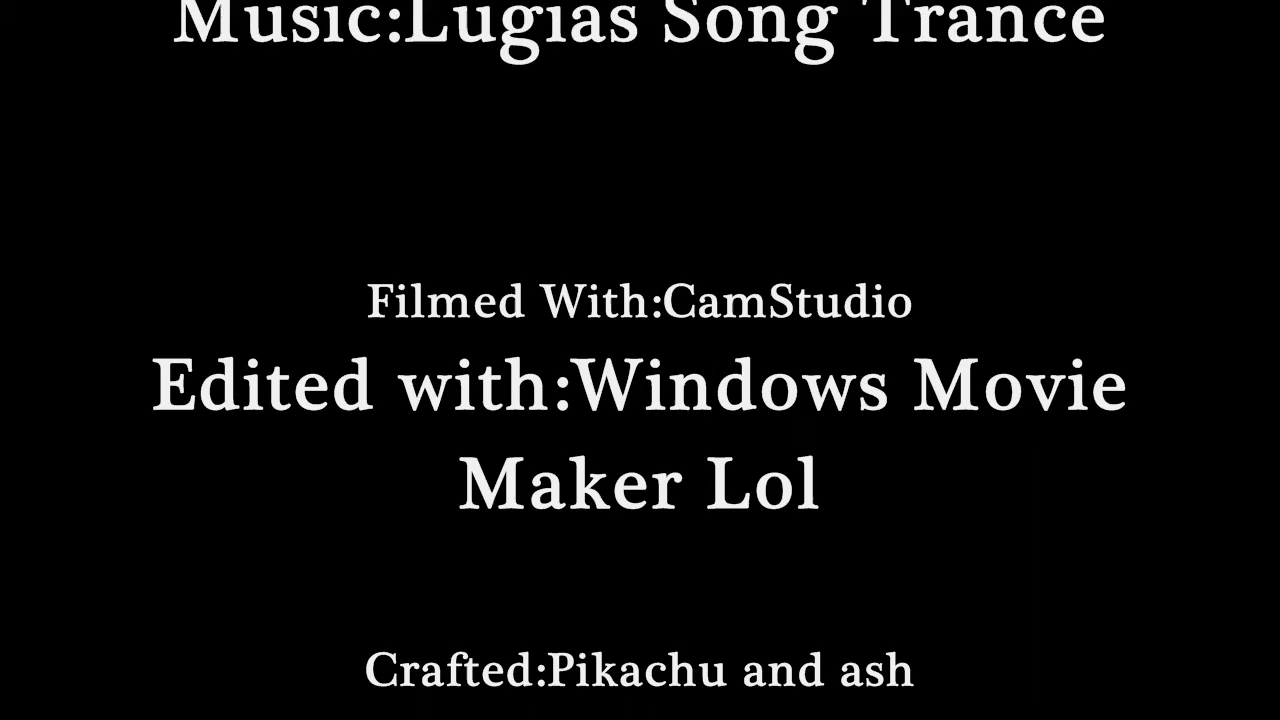 Music:Lugias Song Trance
Filmed With:CamStudio
Edited with:Windows Movie
Maker Lol
Crafted:Pikachu and ash